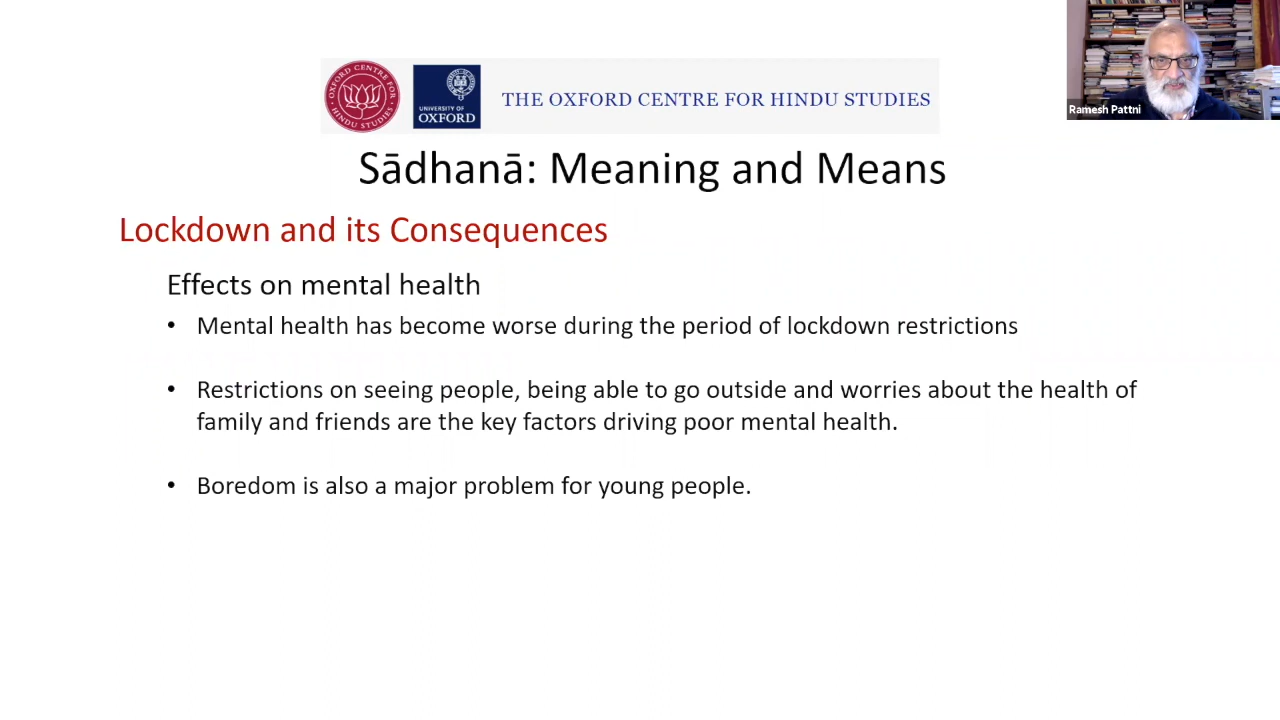 Ramesh Pattni
OXFORD CENTRE FOR
HINDU STUDIES
UNIVERSITY OF
OXFORD
THE OXFORD CENTRE FOR HINDU STUDIES
Sādhanā: Meaning and Means
Lockdown and its Consequences
Effects on mental health
• Mental health has become worse during the period of lockdown restrictions
• Restrictions on seeing people, being able to go outside and worries about the health of
family and friends are the key factors driving poor mental health.
• Boredom is also a major problem for young people.